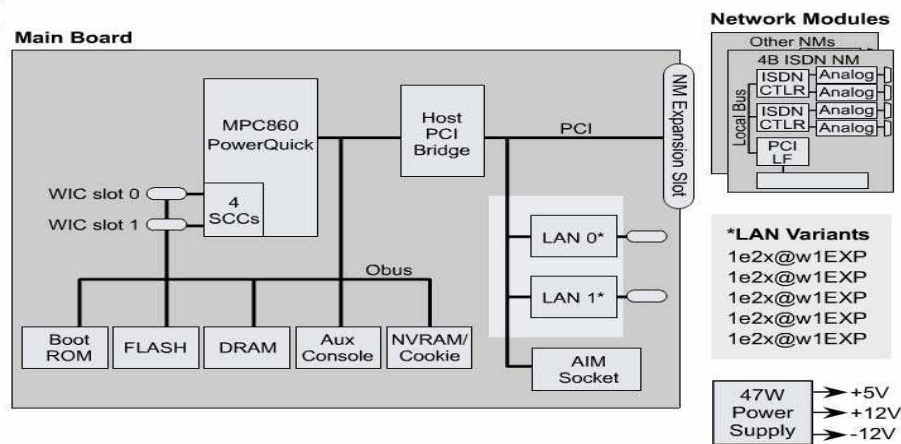 Main Board
MPC860
PowerQuick
4
SCCs
WIC slot 0
WIC slot 1
Host
PCI
Bridge
PCI
NM Expansion Slot
LAN 0*
LAN 1*
AIM
Socket
Obus
Boot
ROM
FLASH
DRAM
Aux
Console
NVRAM/
Cookie
Network Modules
Other NMs
4B ISDN NM
Local Bus
ISDN
CTLR
Analog
Analog
ISDN
CTLR
Analog
Analog
PCI
LF
*LAN Variants
1e2x@w1EXP
1e2x@w1EXP
1e2x@w1EXP
1e2x@w1EXP
1e2x@w1EXP
47W
Power
Supply
+5V
+12V
-12V